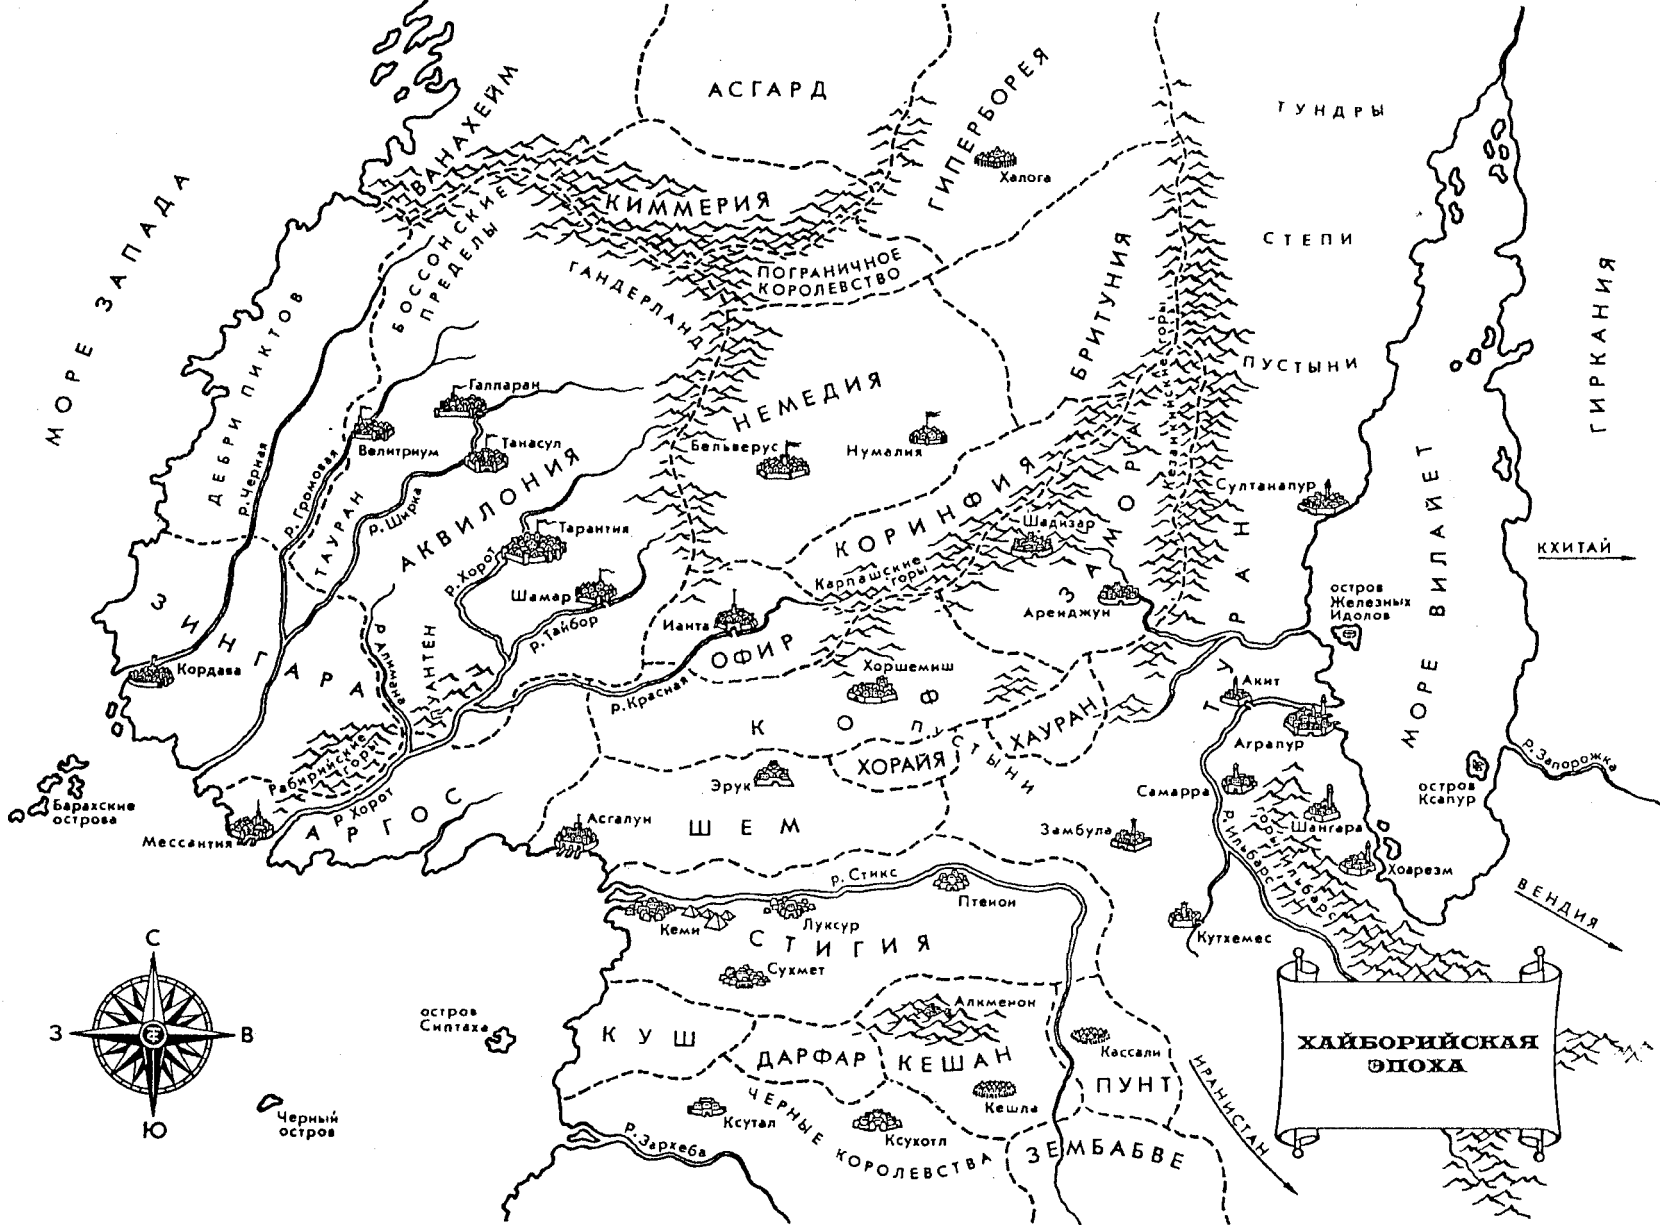 АСГАРД
ГИПЕРБОРЕЯ
ТУНДРЫ
ВАНАХЕЙМ
Халога
МОРЕ ЗАПАДА
КИММЕРИЯ
БОССОНСКИЕ
ПРЕДЕЛЫ
СТЕПИ
ГАНДЕРЛАНД
ПОГРАНИЧНОЕ
КОРОЛЕВСТВО
БРИТУНИЯ
ГИРКАНИЯ
ДЕБРИ ПИКТОВ
ПУСТЫНИ
Галпаран
НЕМЕДИЯ
Велитриум
Танасул
Бельверус
Нумалия
р. Черная
р. Громовая
ТАУРАН
р. Ширка
АКВИЛОНИЯ
КОРИНФИЯ
ЗАМОРА
Султанапур
МОРЕ ВИЛАЙЕТ
Тарантия
Шадизар
КХИТАЙ
р. Хорот
Карпашские
горы
ТУРАН
Шамар
р. Тайбор
Ианта
Аренджун
остров
Железных
Идолов
ЗИНГАРА
Кордава
р. Алимана
ПУАНТЕН
ОФИР
Хоршемиш
р. Красная
Акит
КОФ
ПУСТЫНИ
ХАУРАН
Аграпур
р. Запорожка
Рабирийские
горы
ХОРАЙЯ
Эрук
Самарра
остров
Ксапур
Барахские
острова
р. Хорот
АРГОС
Мессантия
Асгалун
ШЕМ
Замбула
р. Ильбарс
горы Ильбарс
Шангара
Хоарезм
р. Стикс
Птейон
ВЕНДИЯ
Кеми
Луксур
СТИГИЯ
Кутхемес
Сухмет
С
З
В
Ю
остров
Сиптаха
Алкменон
КУШ
ДАРФАР
КЕШАН
Кассали
ПУНТ
ХАЙБОРИЙСКАЯ
ЭПОХА
ИРАНИСТАН
Черный
остров
Кешла
Ксутал
Ксухотл
ЧЕРНЫЕ КОРОЛЕВСТВА
р. Зархеба
ЗЕМБАБВЕ